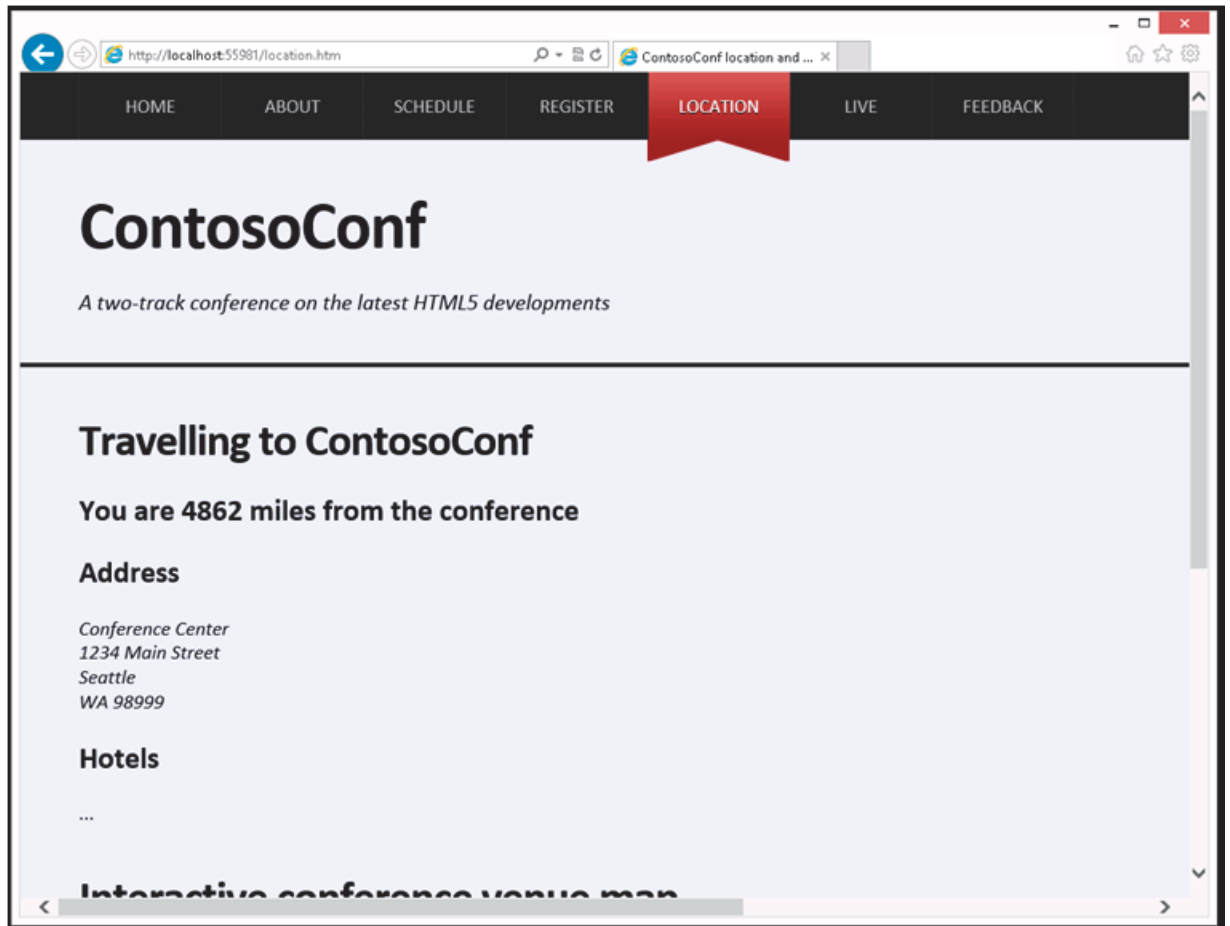 http://localhost:55981/location.htm
ContosoConf location and ...
HOME ABOUT SCHEDULE REGISTER LOCATION LIVE FEEDBACK
ContosoConf
A two-track conference on the latest HTML5 developments
Travelling to ContosoConf
You are 4862 miles from the conference
Address
Conference Center
1234 Main Street
Seattle
WA 98999
Hotels
...
Interactive conference venue map